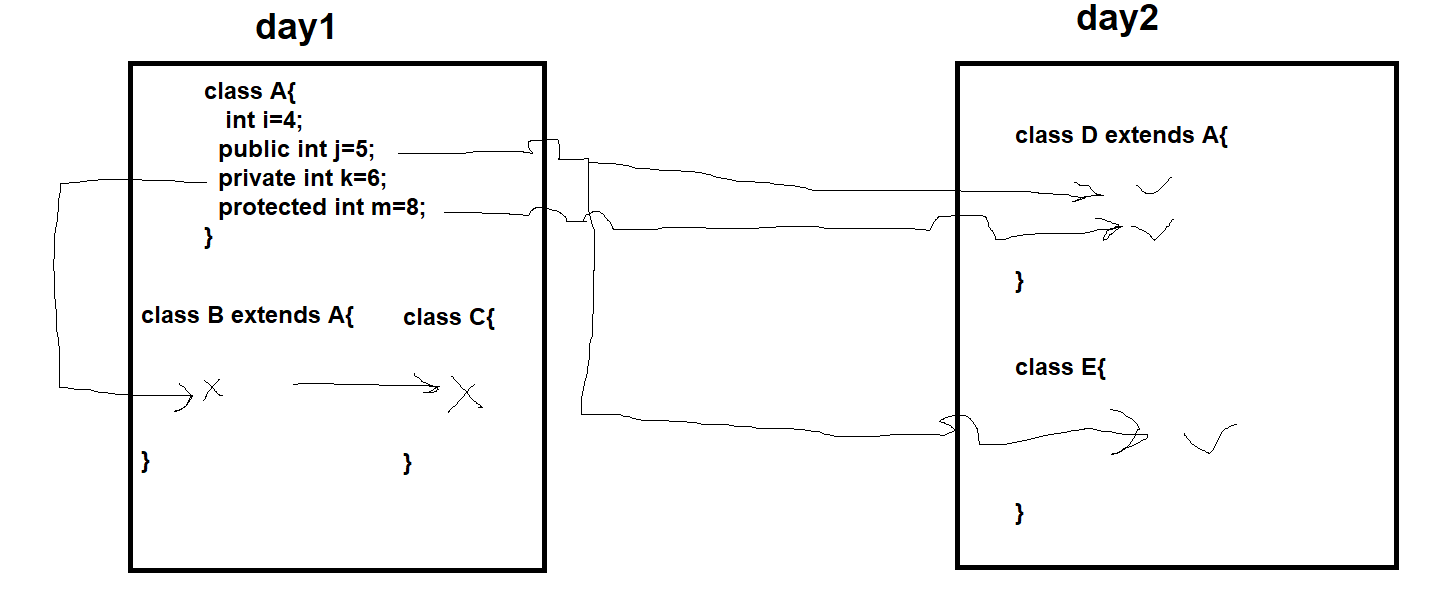 day1
class A{
int i=4;
public int j=5;
private int k=6;
protected int m=8;
}
class B extends A{
}
class C{
}
day2
class D extends A{
}
class E{
}